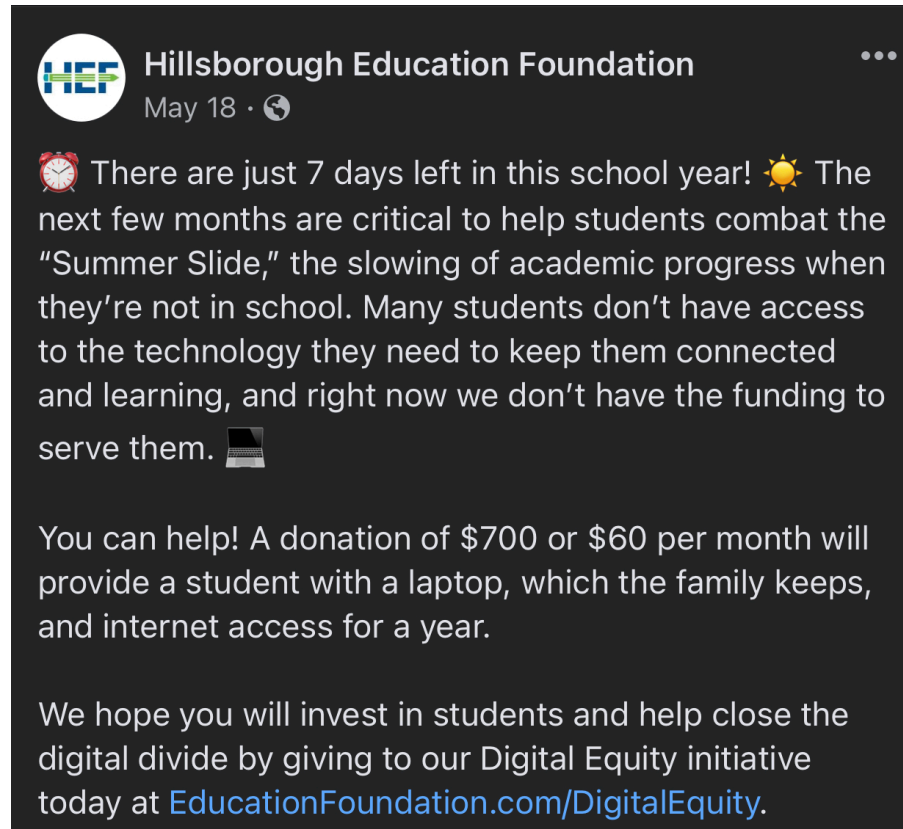 HEF
Hillsborough Education Foundation
May 18 ·
⏰ There are just 7 days left in this school year! ☀️ The
next few months are critical to help students combat the
“Summer Slide,” the slowing of academic progress when
they’re not in school. Many students don’t have access
to the technology they need to keep them connected
and learning, and right now we don’t have the funding to
serve them. 💻
You can help! A donation of $700 or $60 per month will
provide a student with a laptop, which the family keeps,
and internet access for a year.
We hope you will invest in students and help close the
digital divide by giving to our Digital Equity initiative
today at EducationFoundation.com/DigitalEquity.